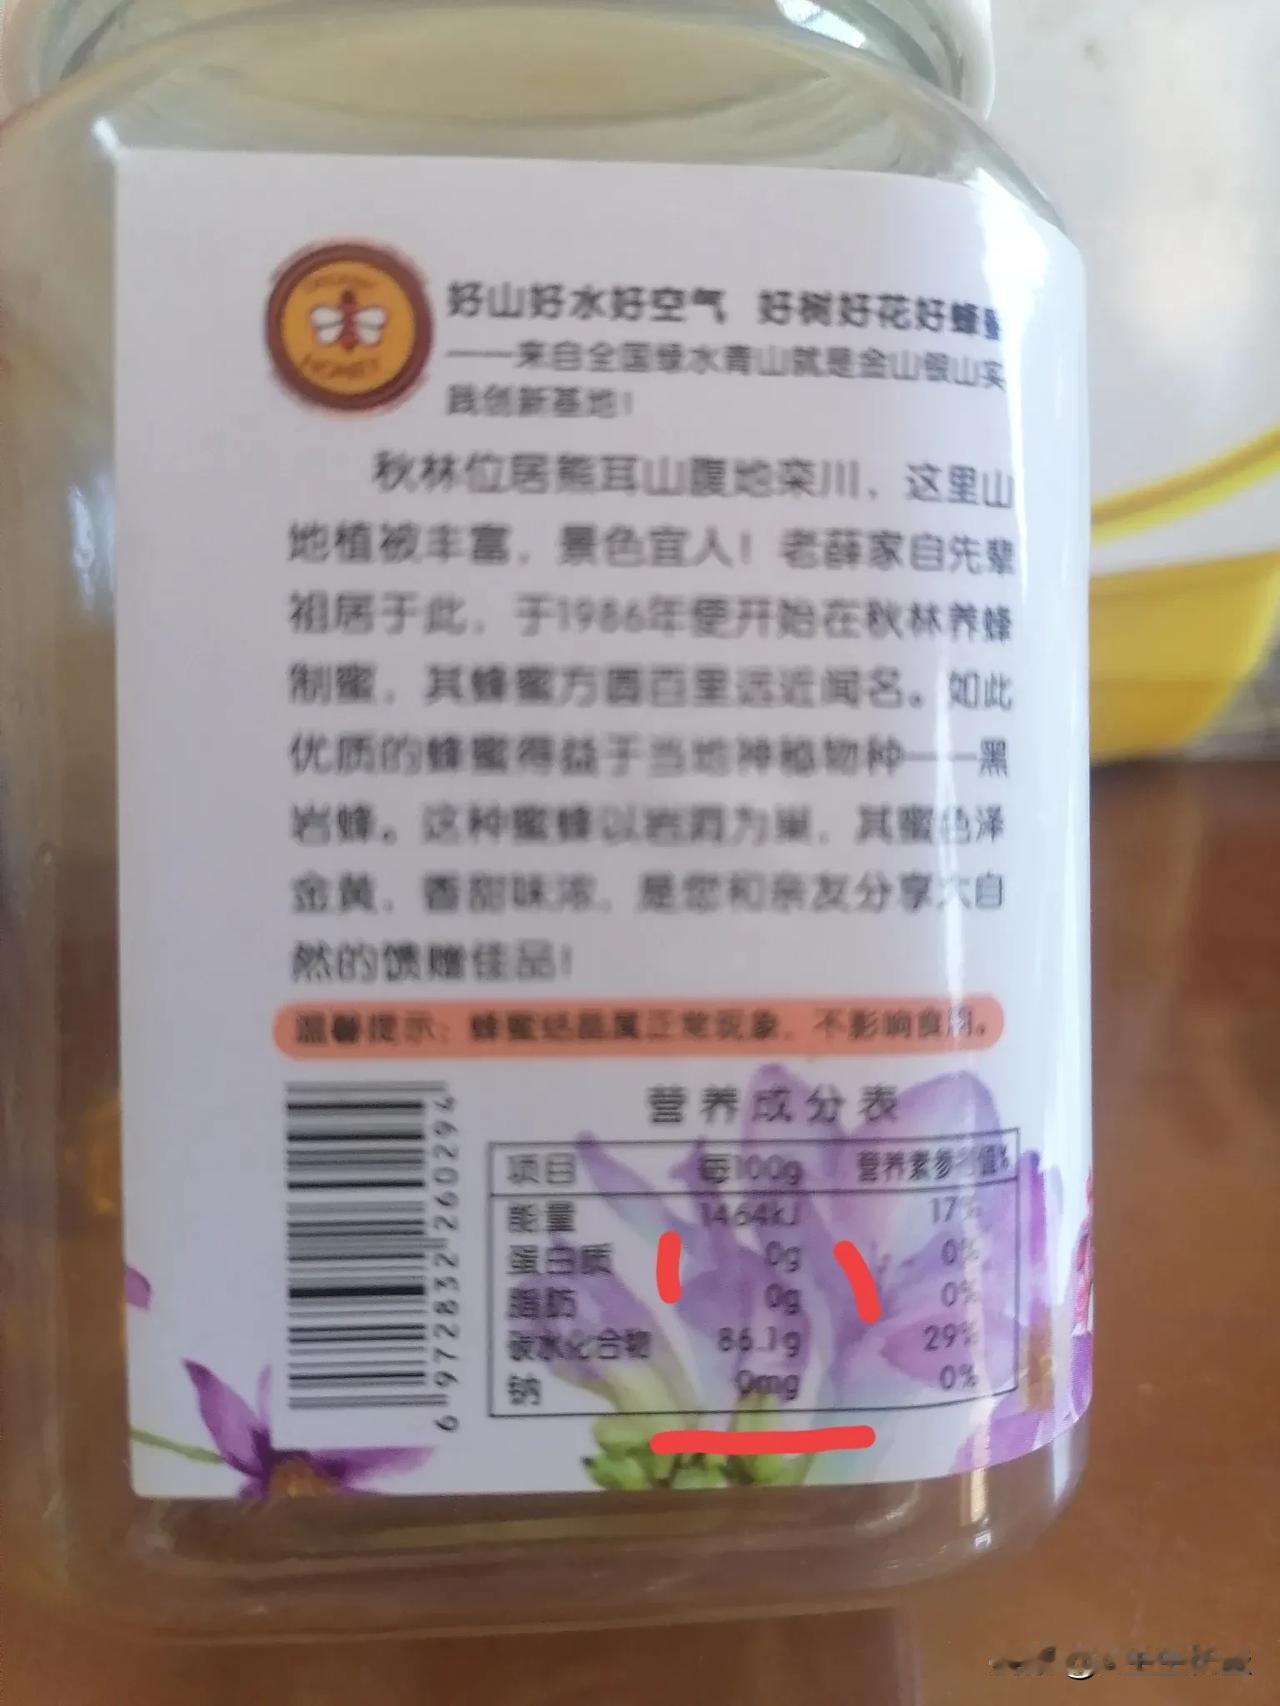 HONEY
好山好水好空气 好树好花好蜂蜜
——来自全国绿水青山就是金山银山实
践创新基地！
秋林位居熊耳山腹地栾川，这里山
地植被丰富，景色宜人！老薛家自先辈
祖居于此，于1986年便开始在秋林养蜂
制蜜，其蜂蜜方圆百里远近闻名。如此
优质的蜂蜜得益于当地神秘物种——黑
岩蜂。这种蜜蜂以岩洞为巢，其蜜色泽
金黄，香甜味浓，是您和亲友分享大自
然的馈赠佳品！
温馨提示：蜂蜜结晶属正常现象，不影响食用。
6972832260294
营养成分表
项目 每100g 营养素参考值%
能量 1464kJ 17%
蛋白质 0g 0%
脂肪 0g 0%
碳水化合物 86.1g 29%
钠 0mg 0%